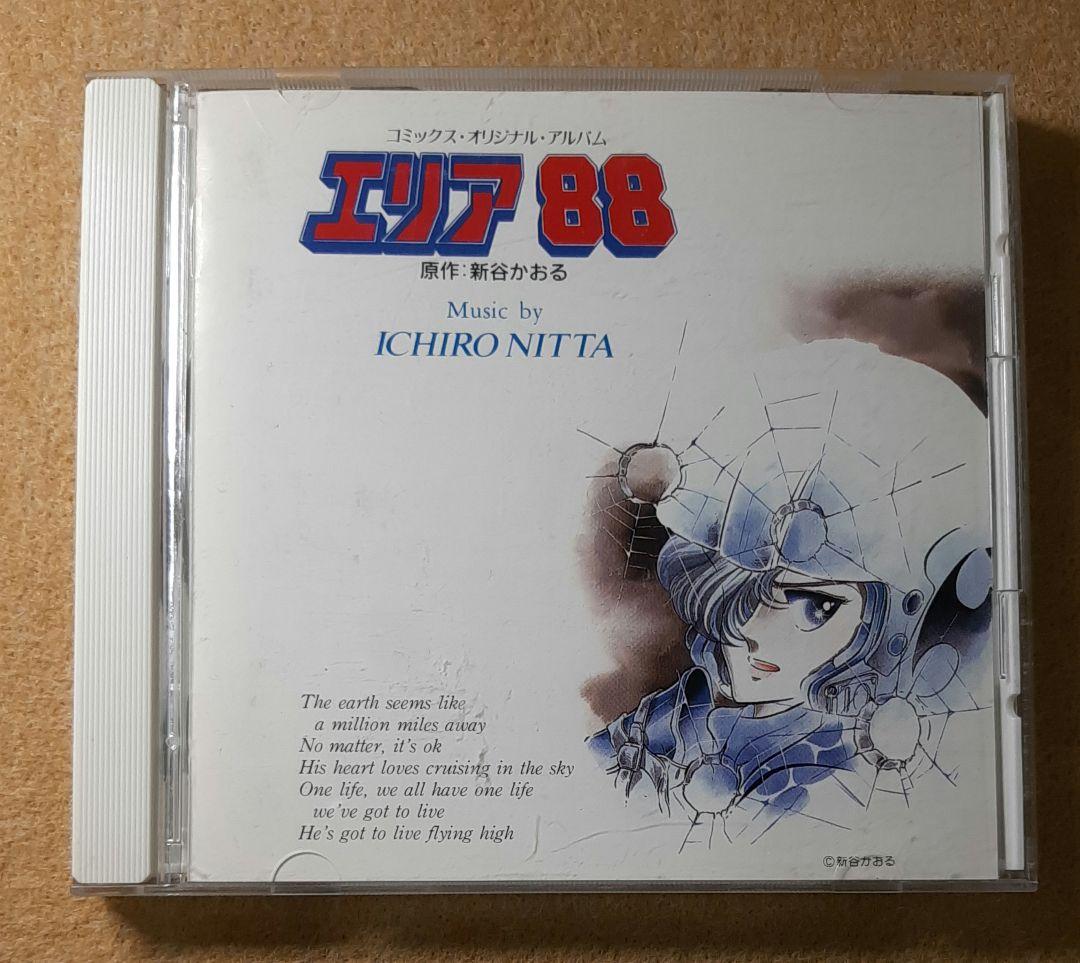 コミックス・オリジナル・アルバム
エリア88
原作:新谷かおる
Music by
ICHIRO NITTA
The earth seems like
a million miles away
No matter, it's ok
His heart loves cruising in the sky
One life, we all have one life
we've got to live
He's got to live flying high
©新谷かおる